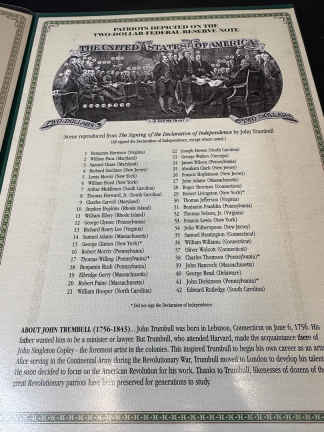 PATRIOTS DEPICTED ON THE
TWO-DOLLAR FEDERAL RESERVE NOTE
THE UNITED STATES OF AMERICA
TWO DOLLARS
TWO DOLLARS
Scene reproduced from The Signing of the Declaration of Independence by John Trumbull
(All signed the Declaration of Independence, except where noted.)
1 Benjamin Harrison (Virginia)
2 William Paca (Maryland)
3 Samuel Chase (Maryland)
4 Richard Stockton (New Jersey)
5 Lewis Morris (New York)
6 William Floyd (New York)
7 Arthur Middleton (South Carolina)
8 Thomas Heyward, Jr. (South Carolina)
9 Charles Carroll (Maryland)
10 Stephen Hopkins (Rhode Island)
11 William Ellery (Rhode Island)
12 George Clymer (Pennsylvania)
13 Richard Henry Lee (Virginia)
14 Samuel Adams (Massachusetts)
15 George Clinton (New York)*
16 Robert Morris (Pennsylvania)
17 Thomas Willing (Pennsylvania)*
18 Benjamin Rush (Pennsylvania)
19 Elbridge Gerry (Massachusetts)
20 Robert Paine (Massachusetts)
21 William Hooper (North Carolina)
22 Joseph Hewes (North Carolina)
23 George Walton (Georgia)
24 James Wilson (Pennsylvania)
25 Abraham Clark (New Jersey)
26 Francis Hopkinson (New Jersey)
27 John Adams (Massachusetts)
28 Roger Sherman (Connecticut)
29 Robert Livingston (New York)*
30 Thomas Jefferson (Virginia)
31 Benjamin Franklin (Pennsylvania)
32 Thomas Nelson, Jr. (Virginia)
33 Francis Lewis (New York)
34 John Witherspoon (New Jersey)
35 Samuel Huntington (Connecticut)
36 William Williams (Connecticut)
37 Oliver Wolcott (Connecticut)
38 Charles Thomson (Pennsylvania)*
39 John Hancock (Massachusetts)
40 George Read (Delaware)
41 John Dickinson (Pennsylvania)*
42 Edward Rutledge (South Carolina)
* Did not sign the Declaration of Independence
ABOUT JOHN TRUMBULL (1756-1843). John Trumbull was born in Lebanon, Connecticut on June 6, 1756. His
father wanted him to be a minister or lawyer. But Trumbull, who attended Harvard, made the acquaintance there of
John Singleton Copley - the foremost artist in the colonies. This inspired Trumbull to begin his own career as an artist.
After serving in the Continental Army during the Revolutionary War, Trumbull moved to London to develop his talent.
He soon decided to focus on the American Revolution for his work. Thanks to Trumbull, likenesses of dozens of the
great Revolutionary patriots have been preserved for generations to study.